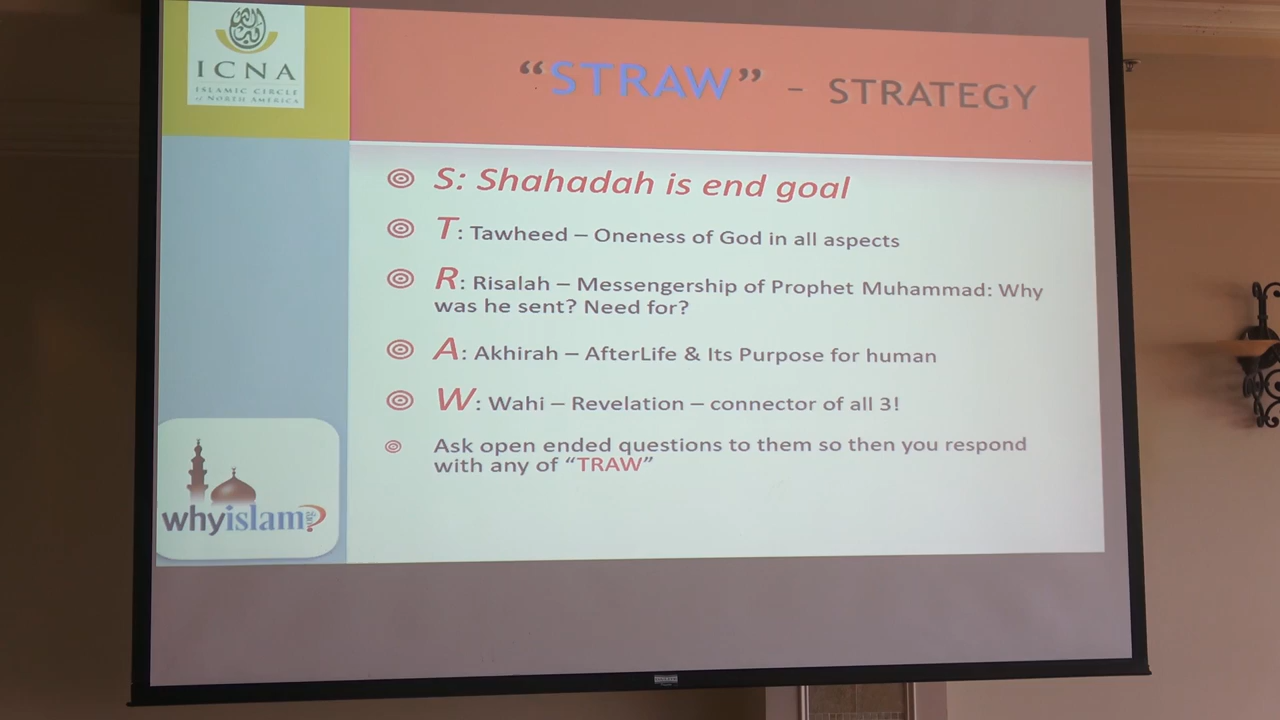 ICNA
ISLAMIC CIRCLE
of NORTH AMERICA
“STRAW” – STRATEGY
S: Shahadah is end goal
T: Tawheed – Oneness of God in all aspects
R: Risalah – Messengership of Prophet Muhammad: Why
was he sent? Need for?
A: Akhirah – AfterLife & Its Purpose for human
W: Wahi – Revelation – connector of all 3!
Ask open ended questions to them so then you respond
with any of “TRAW”
whyislam?